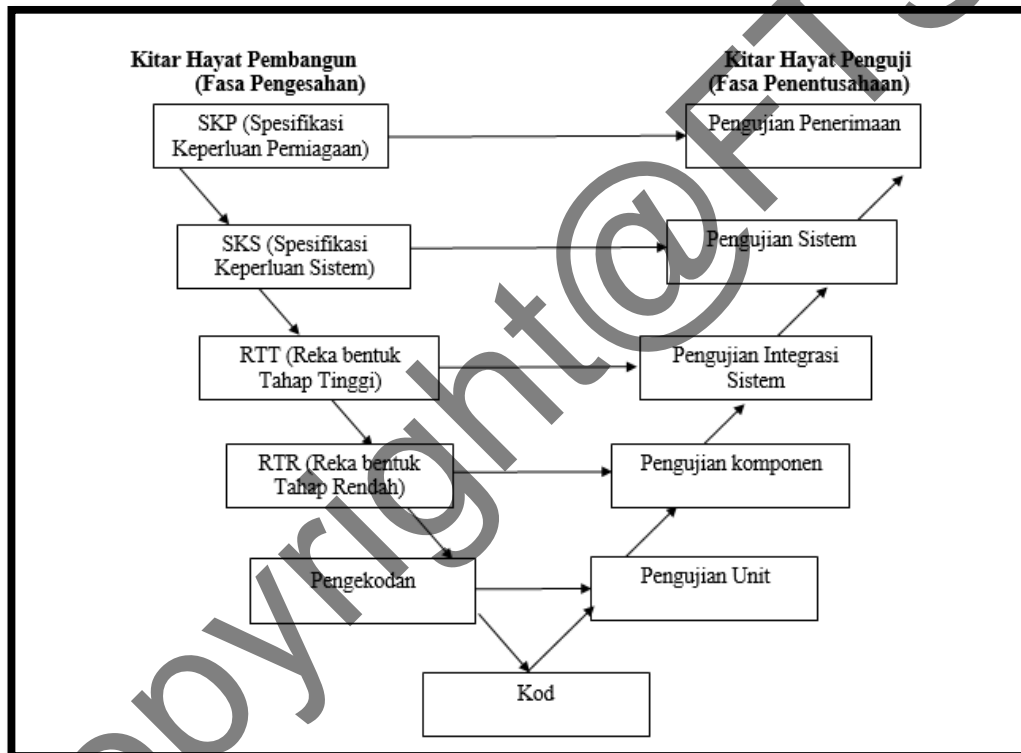 Kitar Hayat Pembangun
(Fasa Pengesahan)
Kitar Hayat Penguji
(Fasa Penentusahaan)
SKP (Spesifikasi
Keperluan Perniagaan)
Pengujian Penerimaan
SKS (Spesifikasi
Keperluan Sistem)
Pengujian Sistem
RTT (Reka bentuk
Tahap Tinggi)
Pengujian Integrasi
Sistem
RTR (Reka bentuk
Tahap Rendah)
Pengujian komponen
Pengekodan
Pengujian Unit
Kod
opyright@FTS